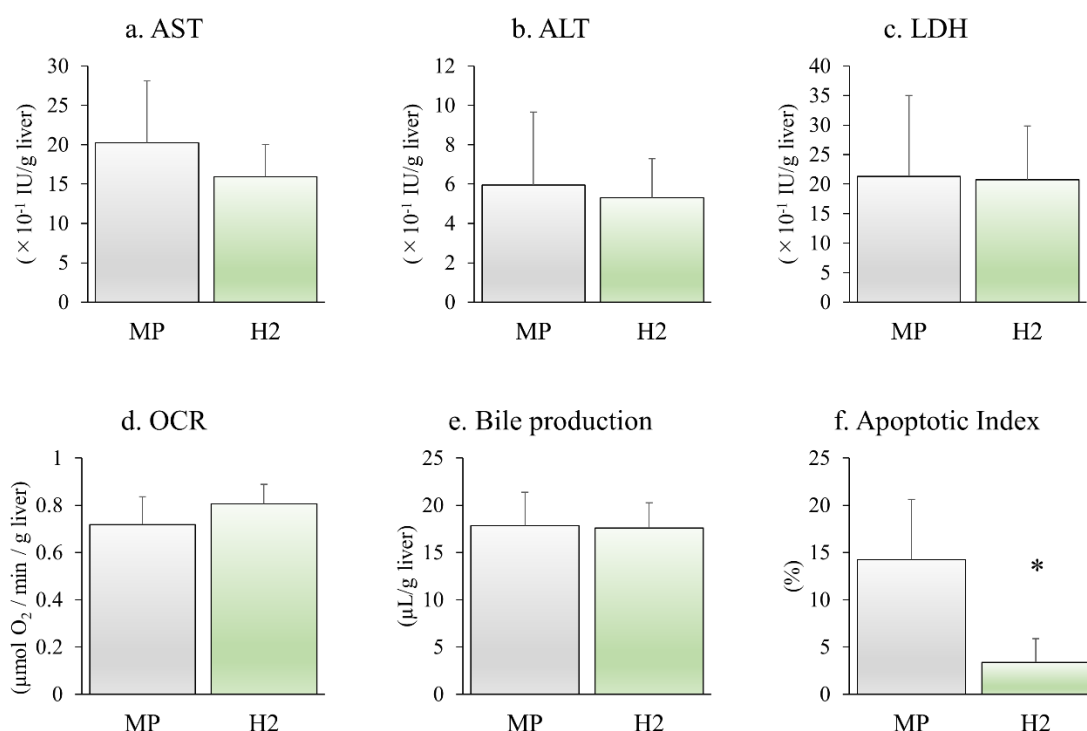 a. AST
b. ALT
c. LDH
(×10⁻¹ IU/g liver)
30
25
20
15
10
5
0
MP
H2
(×10⁻¹ IU/g liver)
12
10
8
6
4
2
0
MP
H2
(×10⁻¹ IU/g liver)
40
35
30
25
20
15
10
5
0
MP
H2
d. OCR
e. Bile production
f. Apoptotic Index
(μmol O₂ / min / g liver)
1
0.8
0.6
0.4
0.2
0
MP
H2
(μL/g liver)
25
20
15
10
5
0
MP
H2
(%)
25
20
15
10
5
0
*
MP
H2